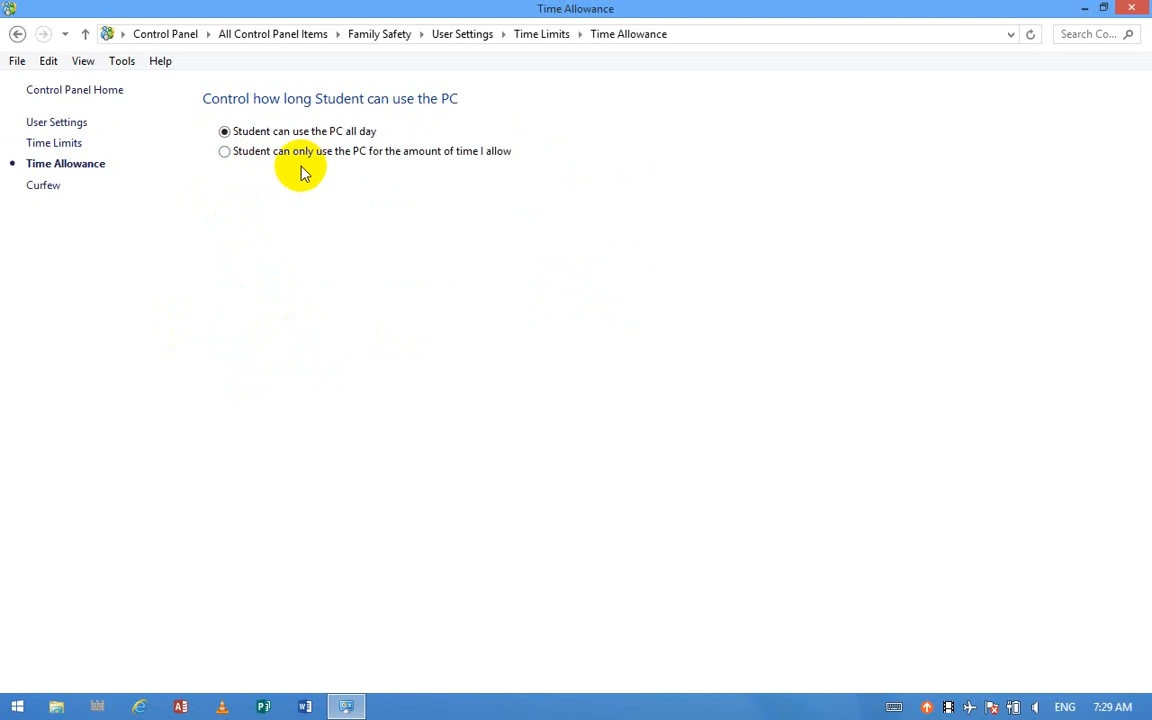 Time Allowance
Control Panel All Control Panel Items Family Safety User Settings Time Limits Time Allowance Search Co...
File Edit View Tools Help
Control Panel Home
User Settings
Time Limits
Time Allowance
Curfew
Control how long Student can use the PC
Student can use the PC all day
Student can only use the PC for the amount of time I allow
ENG 7:29 AM